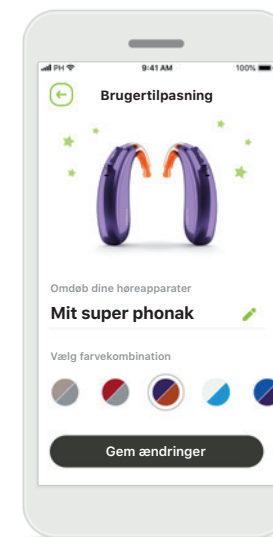 PH 9:41 AM 100%
Brugertilpasning
Omdøb dine høreapparater
Mit super phonak
Vælg farvekombination
Gem ændringer